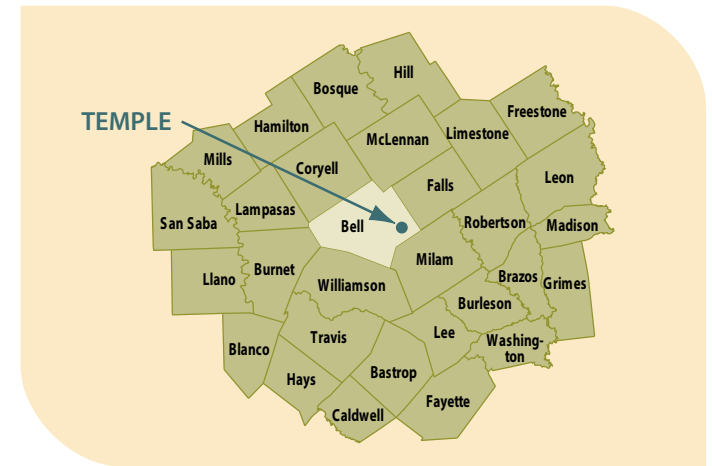 Hill
Bosque
Freestone
TEMPLE
Hamilton
McLennan
Limestone
Mills
Coryell
Leon
Falls
Lampasas
San Saba
Bell
Robertson
Madison
Milam
Burnet
Llano
Brazos
Grimes
Williamson
Burleson
Travis
Lee
Washing-
ton
Blanco
Bastrop
Hays
Fayette
Caldwell